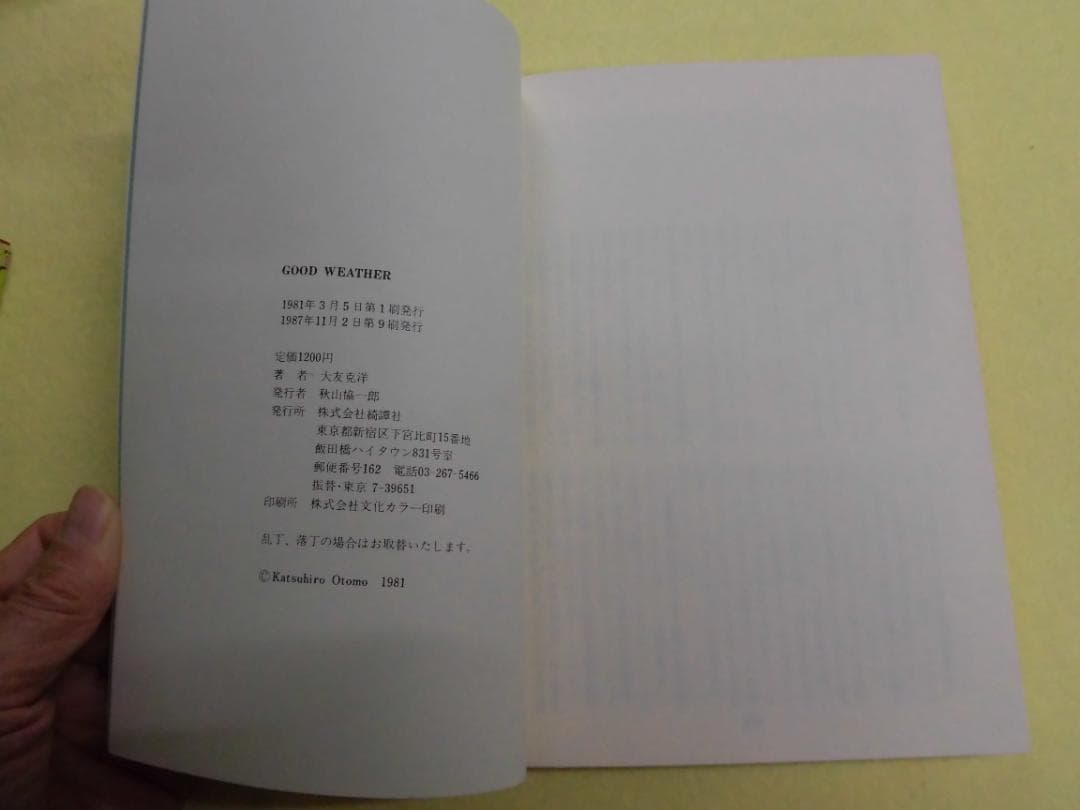 GOOD WEATHER
1981年3月5日第1刷発行
1987年11月2日第9刷発行
定価1200円
著 者 大友克洋
発行者 秋山協一郎
発行所 株式会社綺譚社
東京都新宿区下宮比町15番地
飯田橋ハイタウン831号室
郵便番号162 電話03-267-5466
振替・東京 7-39651
印刷所 株式会社文化カラー印刷
乱丁、落丁の場合はお取替いたします。
©Katsuhiro Otomo 1981